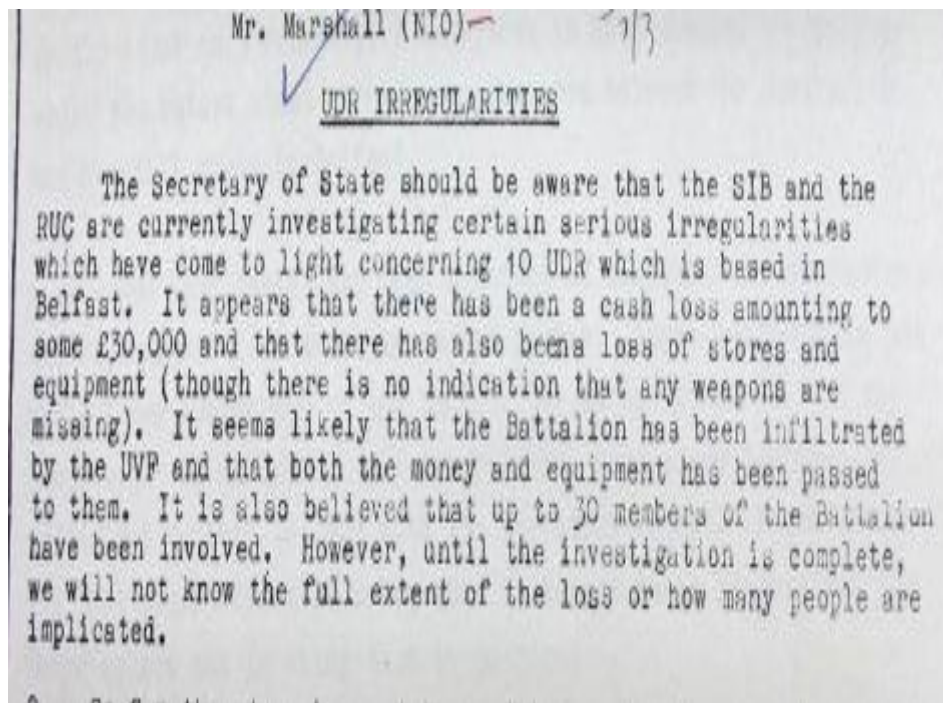 Mr. Marshall (NIO)
1/3
UDR IRREGULARITIES
The Secretary of State should be aware that the SIB and the
RUC are currently investigating certain serious irregularities
which have come to light concerning 10 UDR which is based in
Belfast. It appears that there has been a cash loss amounting to
some £30,000 and that there has also beena loss of stores and
equipment (though there is no indication that any weapons are
missing). It seems likely that the Battalion has been infiltrated
by the UVF and that both the money and equipment has been passed
to them. It is also believed that up to 30 members of the Battalion
have been involved. However, until the investigation is complete,
we will not know the full extent of the loss or how many people are
implicated.